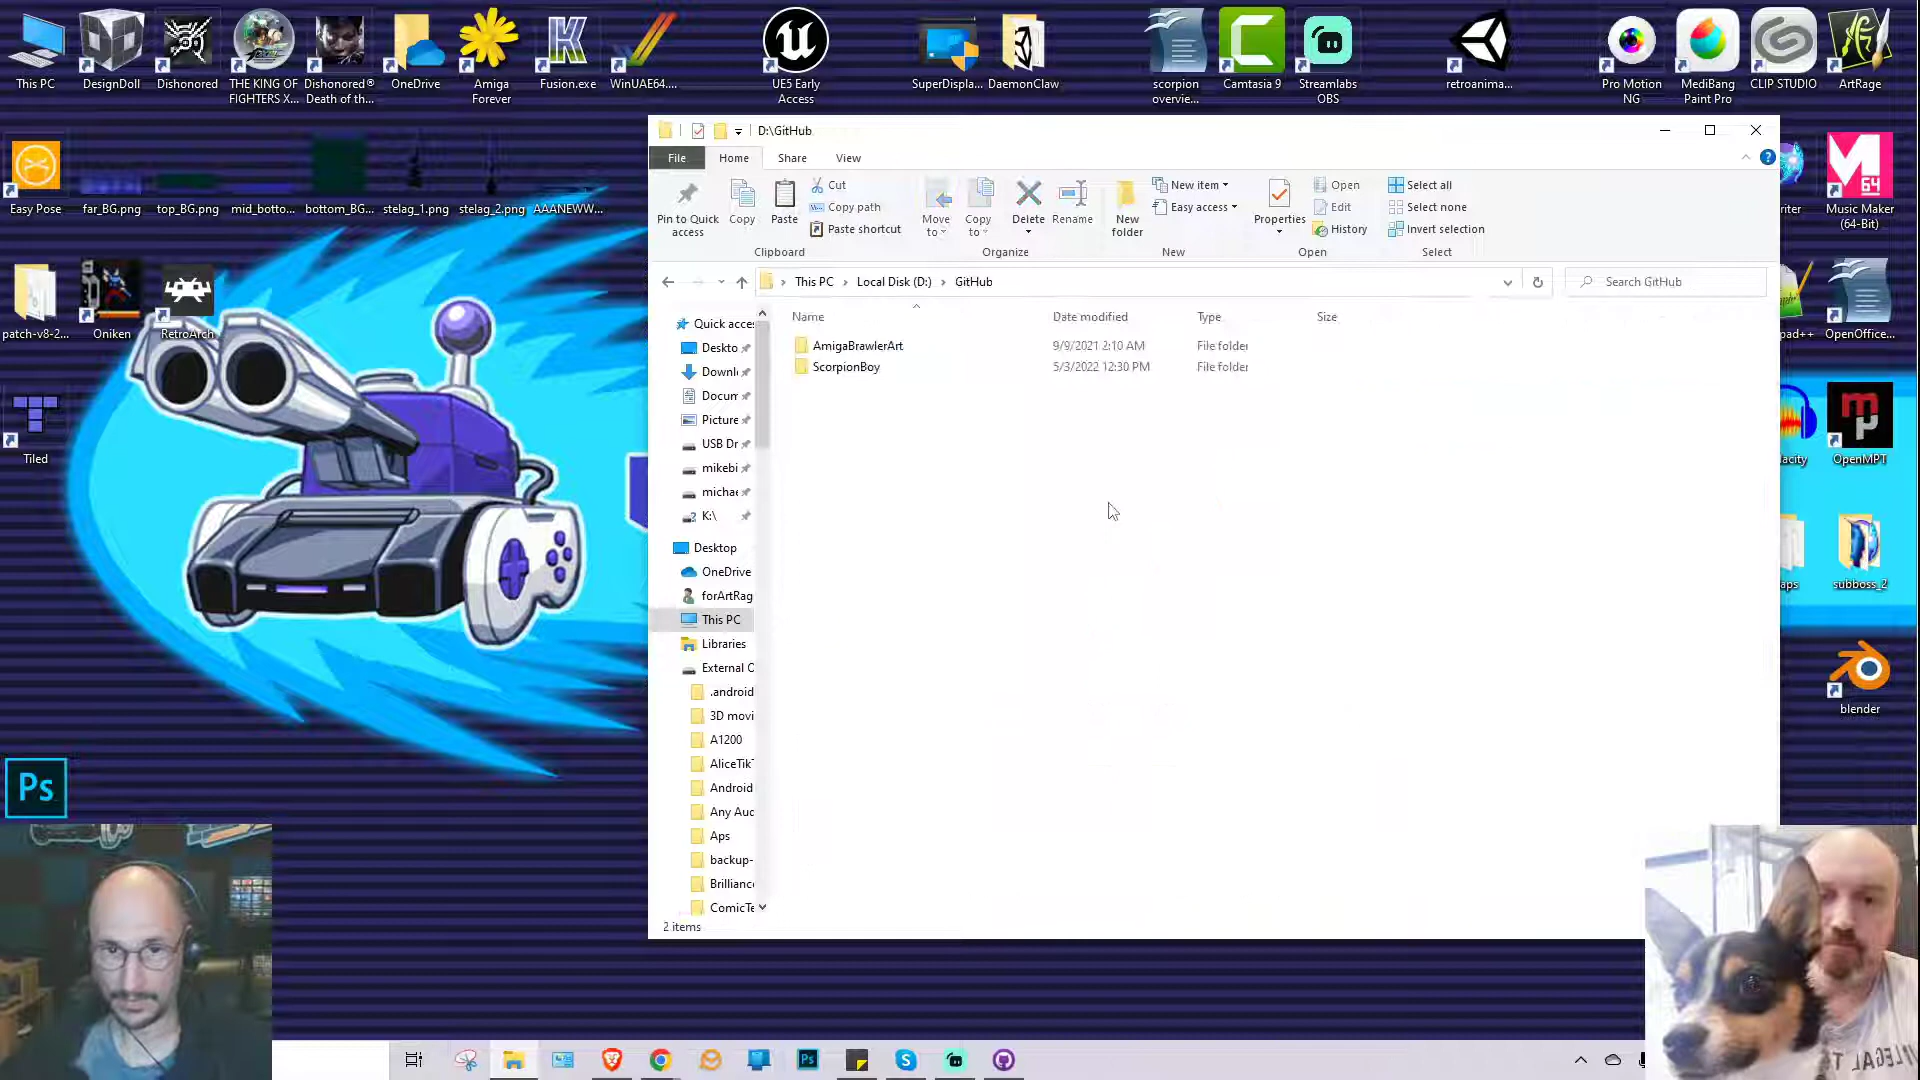 This PC
DesignDoll
Dishonored
THE KING OF
FIGHTERS X...
Dishonored®
Death of th...
OneDrive
Amiga
Forever
Fusion.exe
WinUAE64....
UE5 Early
Access
SuperDispla...
DaemonClaw
scorpion
overvie...
Camtasia 9
Streamlabs
OBS
retroanima...
Pro Motion
NG
MediBang
Paint Pro
CLIP STUDIO
ArtRage
D:\GitHub
File
Home
Share
View
Pin to Quick
access
Copy
Paste
Cut
Copy path
Paste shortcut
Clipboard
Move
to
Copy
to
Delete
Rename
Organize
New
folder
New item
Easy access
New
Properties
Open
Edit
History
Open
Select all
Select none
Invert selection
Select
This PC
Local Disk (D:)
GitHub
Search GitHub
Easy Pose
far_BG.png
top_BG.png
mid_botto...
bottom_BG...
stelag_1.png
stelag_2.png
AAANEWW...
riter
Music Maker
(64-Bit)
patch-v8-2...
Oniken
RetroArch
pad++
OpenOffice...
Tiled
acity
OpenMPT
aps
subboss_2
blender
Ps
Name
Date modified
Type
Size
AmigaBrawlerArt
9/9/2021 2:10 AM
File folder
ScorpionBoy
5/3/2022 12:30 PM
File folder
Quick acces
Deskto
Downl
Docum
Picture
USB Dr
mikebi
michae
K:\
Desktop
OneDrive
forArtRag
This PC
Libraries
External O
.android
3D movi
A1200
AliceTikT
Android
Any Aud
Aps
backup-
Brilliance
ComicTe
2 items
Ps